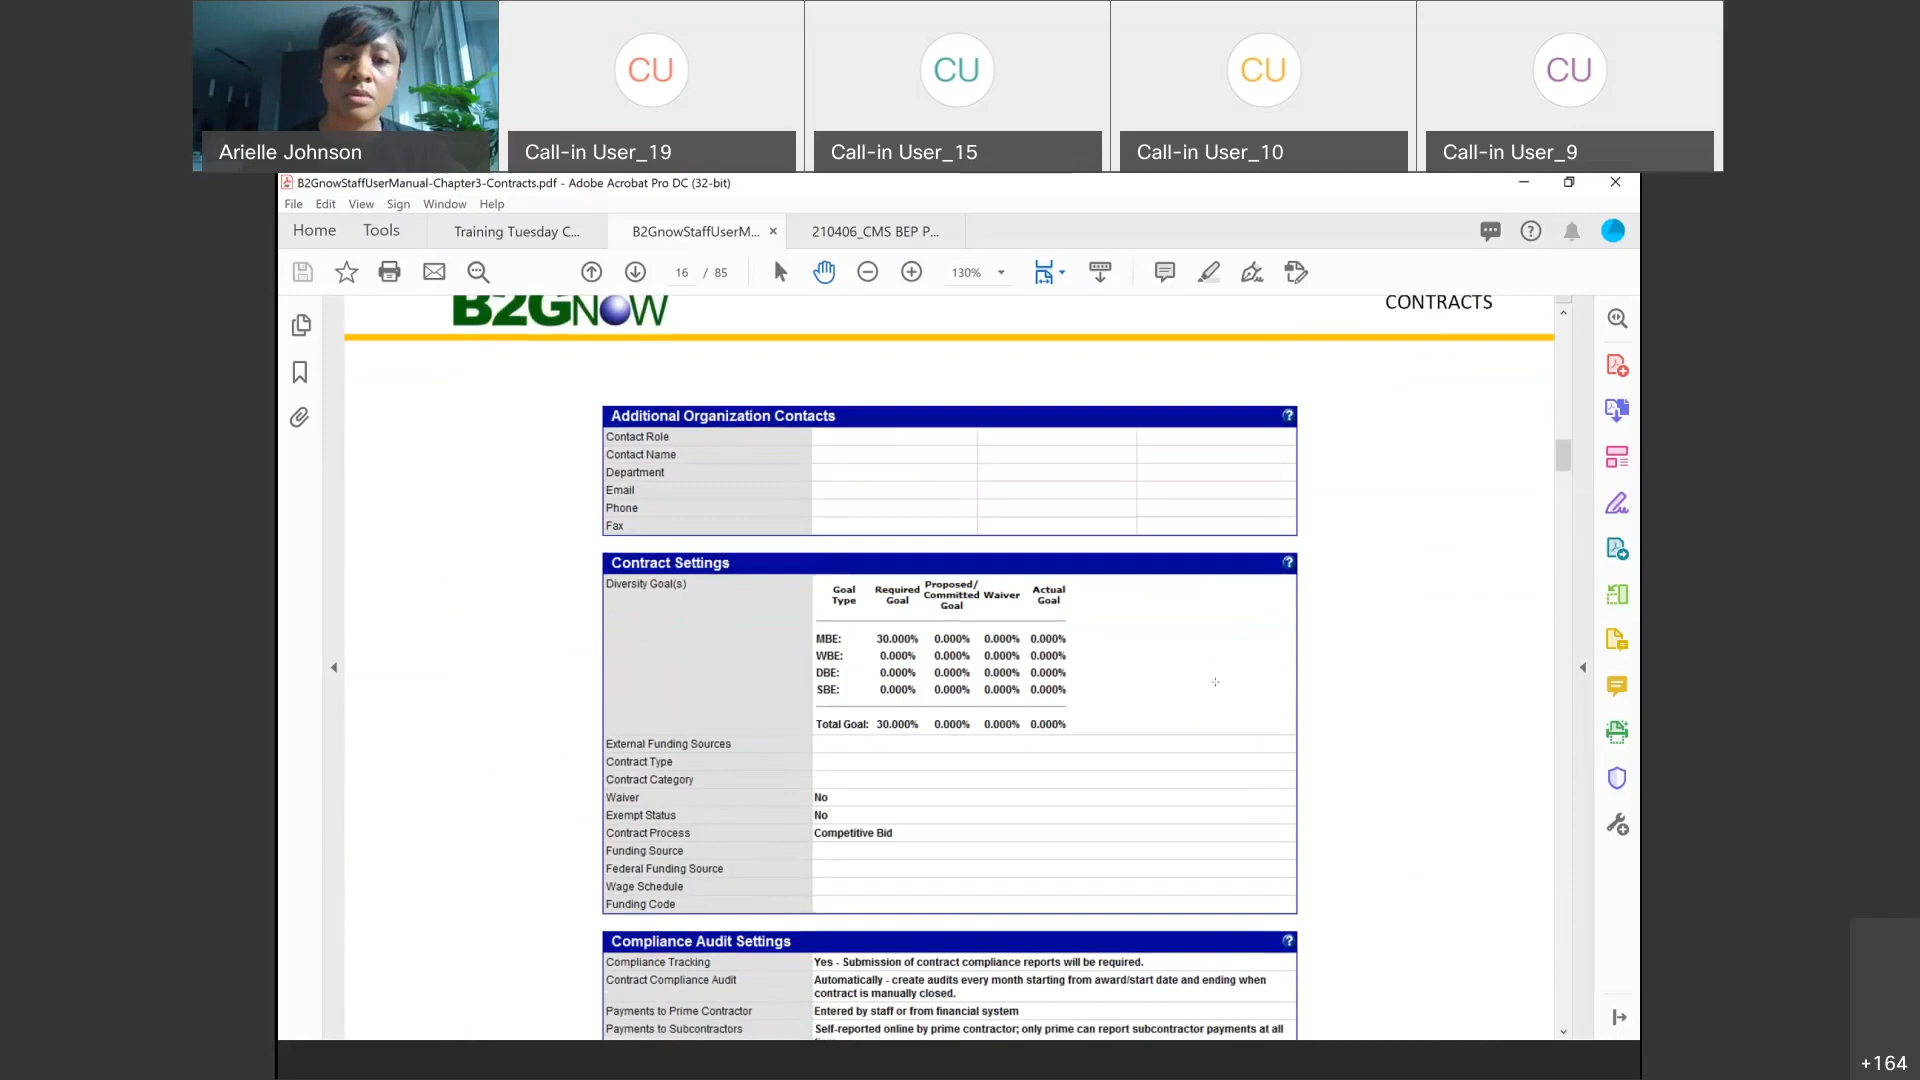 CU
CU
CU
CU
Arielle Johnson
Call-in User_19
Call-in User_15
Call-in User_10
Call-in User_9
B2GnowStaffUserManual-Chapter3-Contracts.pdf - Adobe Acrobat Pro DC (32-bit)
File Edit View Sign Window Help
Home Tools Training Tuesday C... B2GnowStaffUserM... × 210406_CMS BEP P...
16 / 85 130%
B2GNOW
CONTRACTS
Additional Organization Contacts ?
Contact Role
Contact Name
Department
Email
Phone
Fax
Contract Settings ?
Diversity Goal(s)
Goal Type Required Goal Proposed/ Committed Goal Waiver Actual Goal
MBE: 30.000% 0.000% 0.000% 0.000%
WBE: 0.000% 0.000% 0.000% 0.000%
DBE: 0.000% 0.000% 0.000% 0.000%
SBE: 0.000% 0.000% 0.000% 0.000%
Total Goal: 30.000% 0.000% 0.000% 0.000%
External Funding Sources
Contract Type
Contract Category
Waiver No
Exempt Status No
Contract Process Competitive Bid
Funding Source
Federal Funding Source
Wage Schedule
Funding Code
Compliance Audit Settings ?
Compliance Tracking Yes - Submission of contract compliance reports will be required.
Contract Compliance Audit Automatically - create audits every month starting from award/start date and ending when
contract is manually closed.
Payments to Prime Contractor Entered by staff or from financial system
Payments to Subcontractors Self-reported online by prime contractor; only prime can report subcontractor payments at all
+164